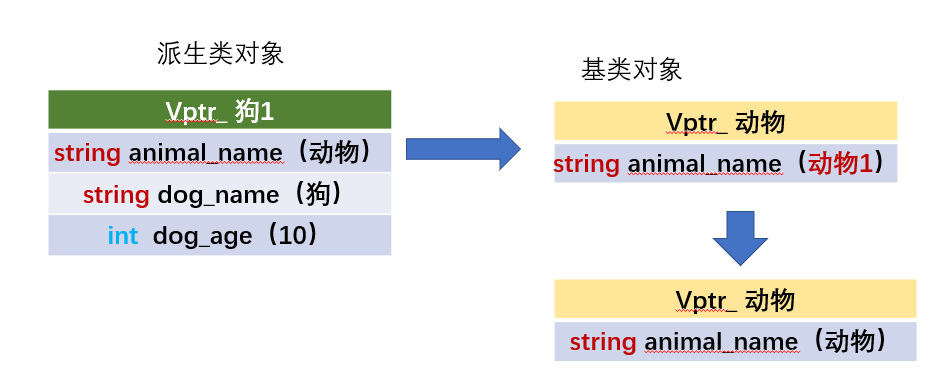 派生类对象
Vptr_ 狗1
string animal_name（动物）
string dog_name（狗）
int dog_age（10）
基类对象
Vptr_ 动物
string animal_name（动物1）
Vptr_ 动物
string animal_name（动物）